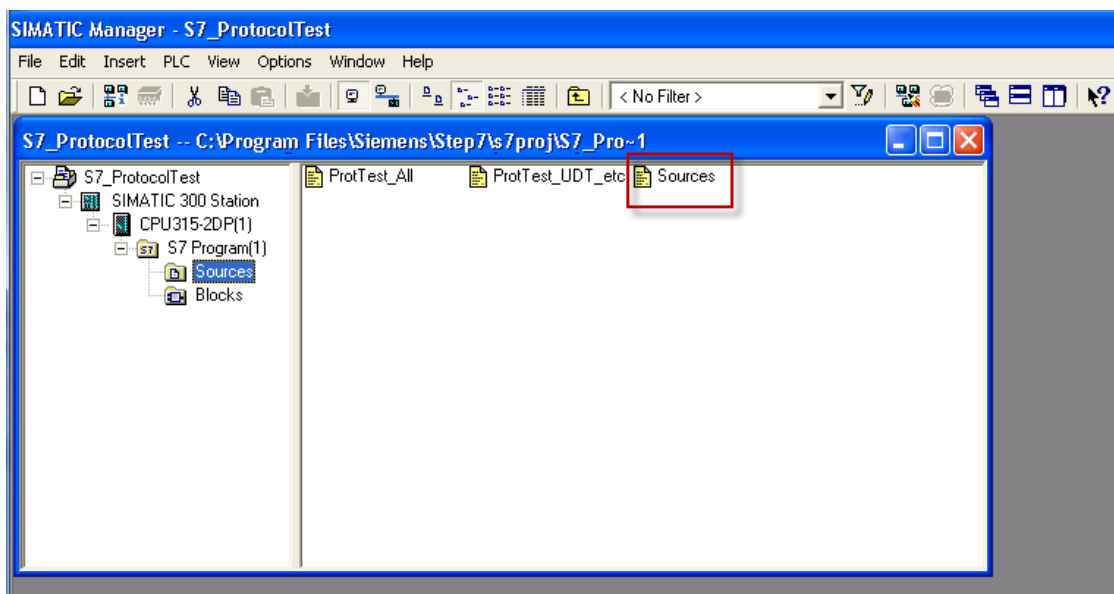 SIMATIC Manager - S7_ProtocolTest
File Edit Insert PLC View Options Window Help
< No Filter >
S7_ProtocolTest -- C:\Program Files\Siemens\Step7\s7proj\S7_Pro~1
S7_ProtocolTest
SIMATIC 300 Station
CPU315-2DP(1)
S7 Program(1)
Sources
Blocks
ProtTest_All ProtTest_UDT_etc Sources